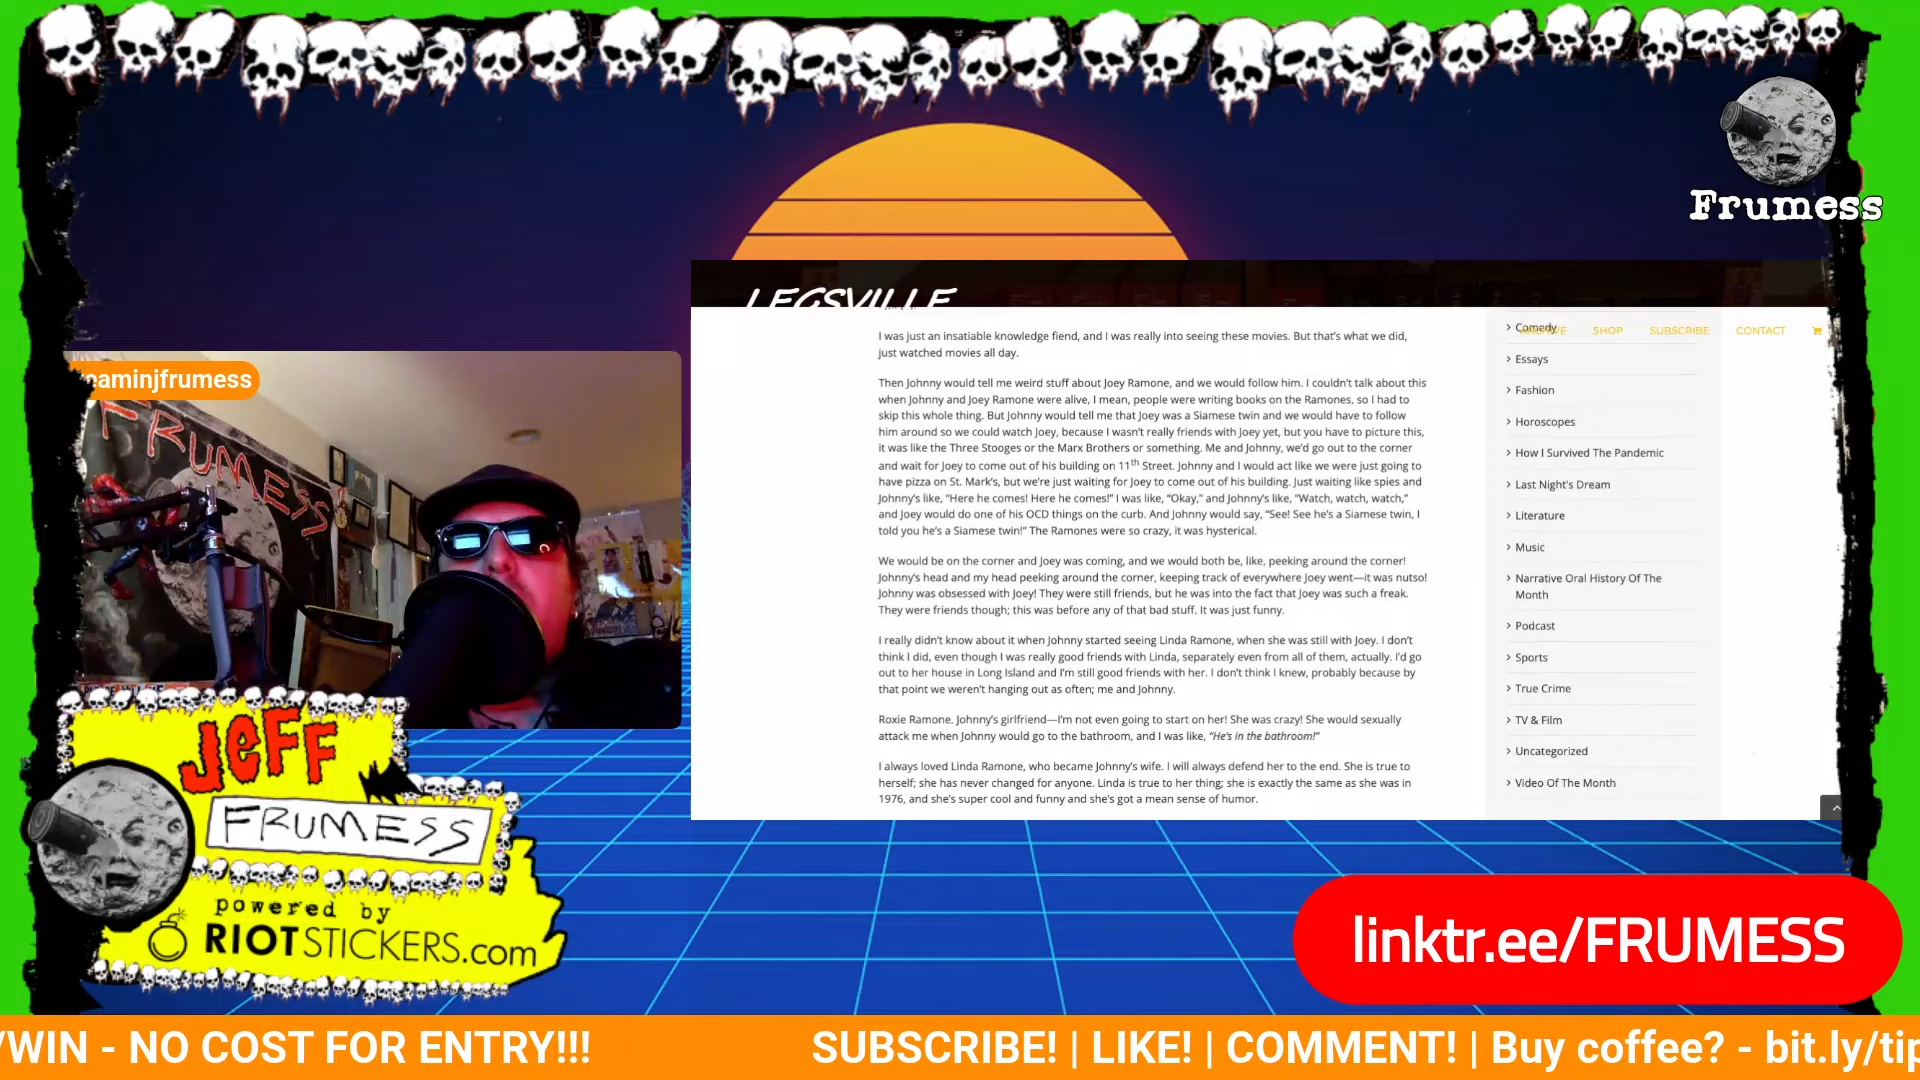 Frumess
LEGSVILLE
ARCHIVE SHOP SUBSCRIBE CONTACT
I was just an insatiable knowledge fiend, and I was really into seeing these movies. But that's what we did,
just watched movies all day.
Then Johnny would tell me weird stuff about Joey Ramone, and we would follow him. I couldn't talk about this
when Johnny and Joey Ramone were alive, I mean, people were writing books on the Ramones, so I had to
skip this whole thing. But Johnny would tell me that Joey was a Siamese twin and we would have to follow
him around so we could watch Joey, because I wasn't really friends with Joey yet, but you have to picture this,
it was like the Three Stooges or the Marx Brothers or something. Me and Johnny, we'd go out to the corner
and wait for Joey to come out of his building on 11th Street. Johnny and I would act like we were just going to
have pizza on St. Mark's, but we're just waiting for Joey to come out of his building. Just waiting like spies and
Johnny's like, "Here he comes! Here he comes!" I was like, "Okay," and Johnny's like, "Watch, watch, watch,"
and Joey would do one of his OCD things on the curb. And Johnny would say, "See! See he's a Siamese twin, I
told you he's a Siamese twin!" The Ramones were so crazy, it was hysterical.
We would be on the corner and Joey was coming, and we would both be, like, peeking around the corner!
Johnny's head and my head peeking around the corner, keeping track of everywhere Joey went—it was nutso!
Johnny was obsessed with Joey! They were still friends, but he was into the fact that Joey was such a freak.
They were friends though; this was before any of that bad stuff. It was just funny.
I really didn't know about it when Johnny started seeing Linda Ramone, when she was still with Joey. I don't
think I did, even though I was really good friends with Linda, separately even from all of them, actually. I'd go
out to her house in Long Island and I'm still good friends with her. I don't think I knew, probably because by
that point we weren't hanging out as often; me and Johnny.
Roxie Ramone. Johnny's girlfriend—I'm not even going to start on her! She was crazy! She would sexually
attack me when Johnny would go to the bathroom, and I was like, "He's in the bathroom!"
I always loved Linda Ramone, who became Johnny's wife. I will always defend her to the end. She is true to
herself; she has never changed for anyone. Linda is true to her thing; she is exactly the same as she was in
1976, and she's super cool and funny and she's got a mean sense of humor.
> Comedy
> Essays
> Fashion
> Horoscopes
> How I Survived The Pandemic
> Last Night's Dream
> Literature
> Music
> Narrative Oral History Of The
Month
> Podcast
> Sports
> True Crime
> TV & Film
> Uncategorized
> Video Of The Month
eaminjfrumess
FRUMESS
JeFF
FRUMESS
powered by
RIOTSTICKERS.com
linktr.ee/FRUMESS
/WIN - NO COST FOR ENTRY!!! SUBSCRIBE! | LIKE! | COMMENT! | Buy coffee? - bit.ly/tip